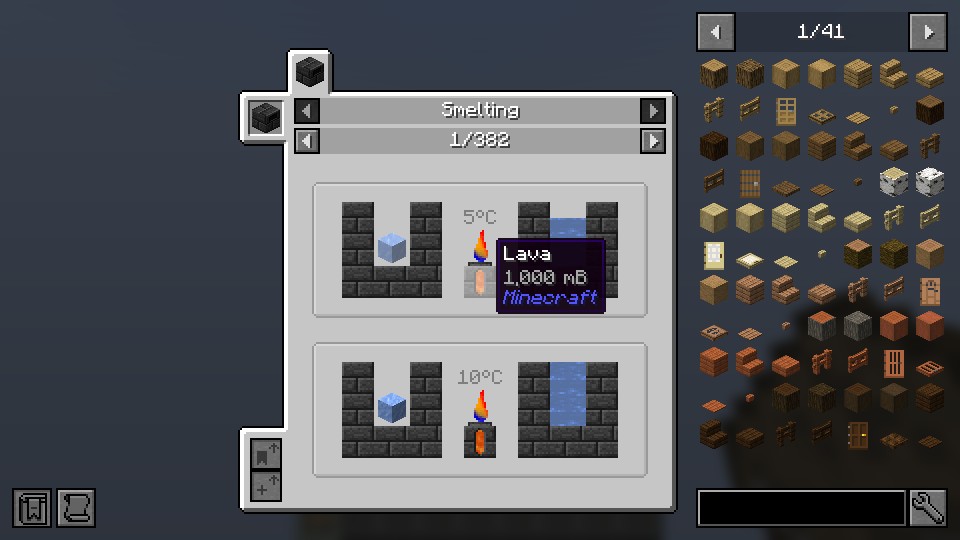 1/41
Smelting
1/382
5°C
Lava
1,000 mB
Minecraft
10°C